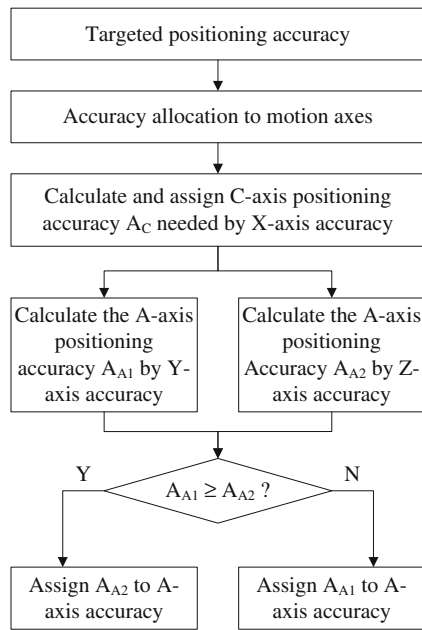 Targeted positioning accuracy
Accuracy allocation to motion axes
Calculate and assign C-axis positioning
accuracy A_C needed by X-axis accuracy
Calculate the A-axis
positioning
accuracy A_A1 by Y-
axis accuracy
Calculate the A-axis
positioning
Accuracy A_A2 by Z-
axis accuracy
Y
A_A1 ≥ A_A2 ?
N
Assign A_A2 to A-
axis accuracy
Assign A_A1 to A-
axis accuracy